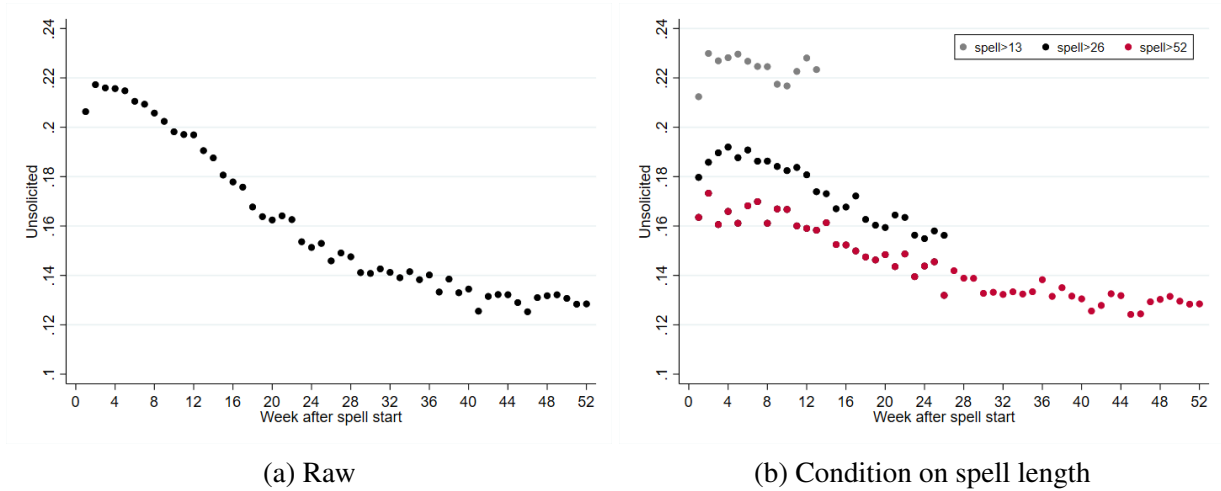 .24
.22
.2
.18
.16
.14
.12
.1
Unsolicited
0 4 8 12 16 20 24 28 32 36 40 44 48 52
Week after spell start
(a) Raw
.24
.22
.2
.18
.16
.14
.12
.1
Unsolicited
spell>13 spell>26 spell>52
0 4 8 12 16 20 24 28 32 36 40 44 48 52
Week after spell start
(b) Condition on spell length